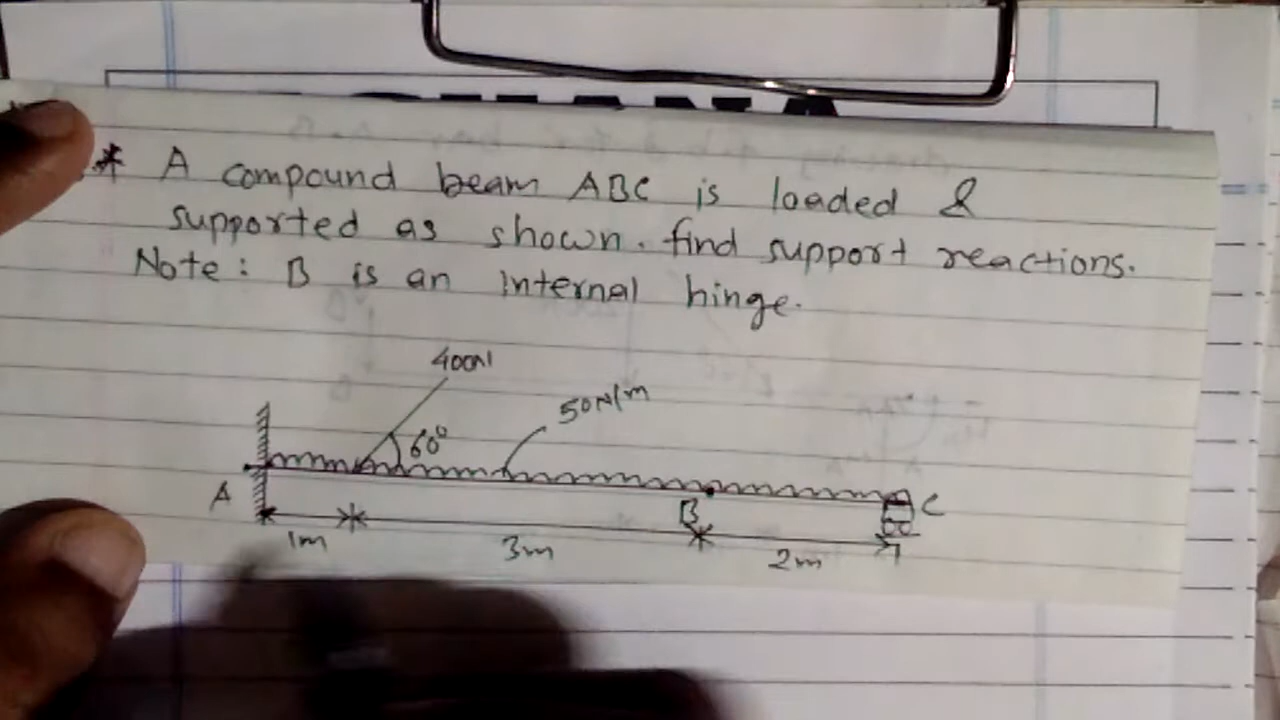 * A compound beam ABC is loaded &
supported as shown. find support reactions.
Note: B is an internal hinge.
400N
50N/m
60°
A
B
C
1m
3m
2m